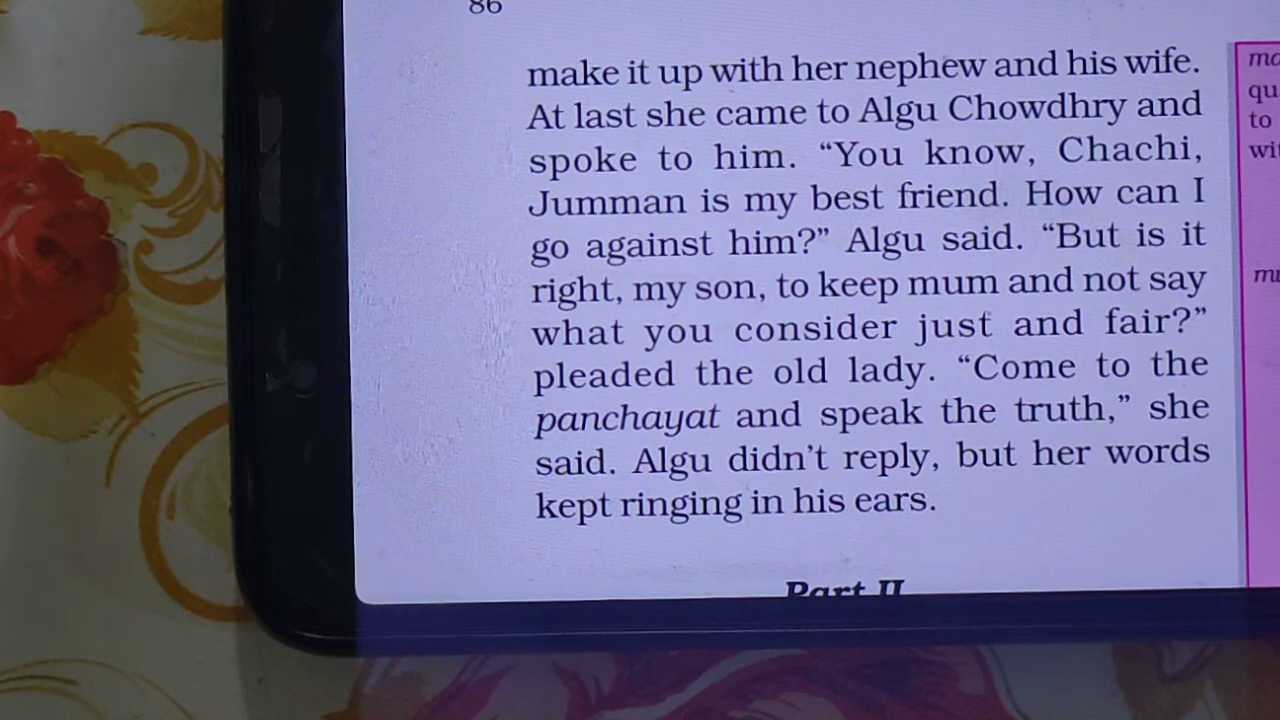 86
make it up with her nephew and his wife.
At last she came to Algu Chowdhry and
spoke to him. “You know, Chachi,
Jumman is my best friend. How can I
go against him?” Algu said. “But is it
right, my son, to keep mum and not say
what you consider just and fair?”
pleaded the old lady. “Come to the
panchayat and speak the truth,” she
said. Algu didn’t reply, but her words
kept ringing in his ears.
Part II
to